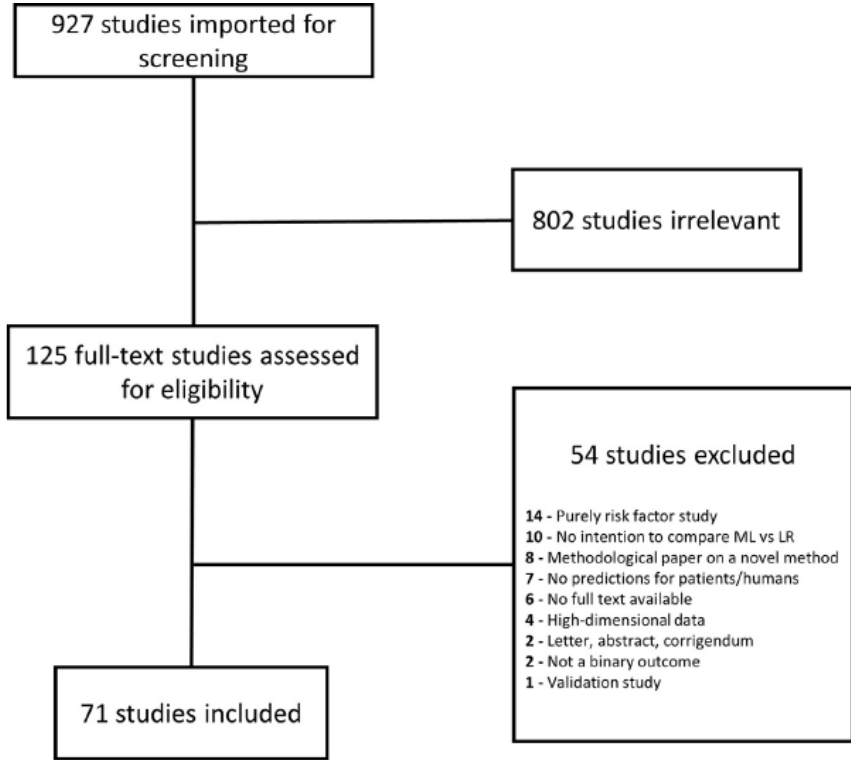 927 studies imported for
screening
802 studies irrelevant
125 full-text studies assessed
for eligibility
54 studies excluded
14 - Purely risk factor study
10 - No intention to compare ML vs LR
8 - Methodological paper on a novel method
7 - No predictions for patients/humans
6 - No full text available
4 - High-dimensional data
2 - Letter, abstract, corrigendum
2 - Not a binary outcome
1 - Validation study
71 studies included